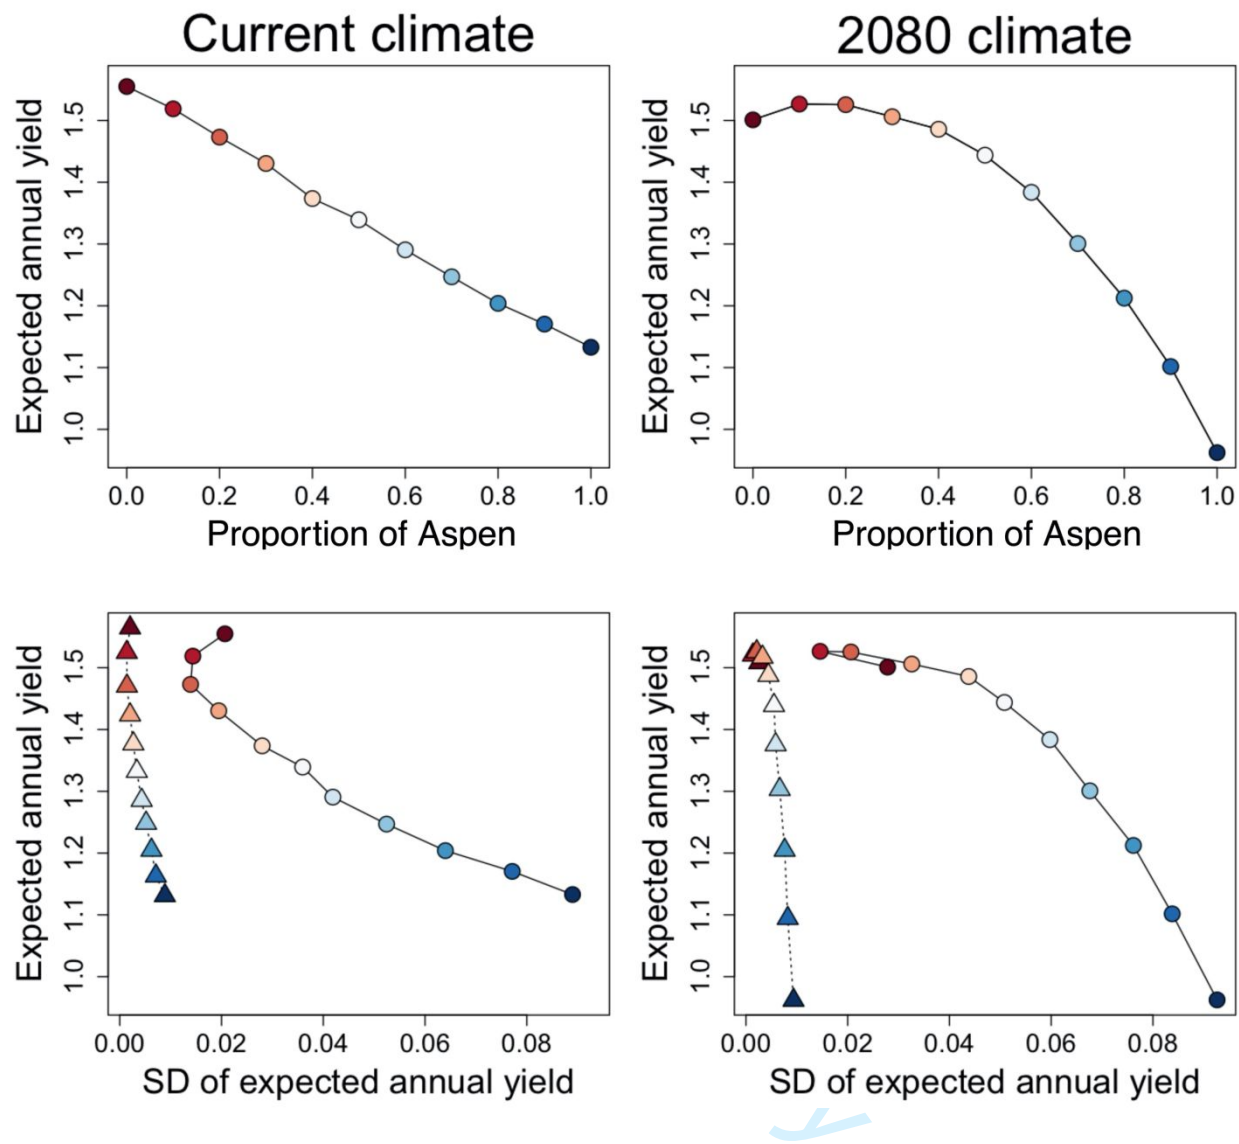 Current climate
Expected annual yield
1.5
1.4
1.3
1.2
1.1
1.0
0.0 0.2 0.4 0.6 0.8 1.0
Proportion of Aspen
2080 climate
Expected annual yield
1.5
1.4
1.3
1.2
1.1
1.0
0.0 0.2 0.4 0.6 0.8 1.0
Proportion of Aspen
Expected annual yield
1.5
1.4
1.3
1.2
1.1
1.0
0.00 0.02 0.04 0.06 0.08
SD of expected annual yield
Expected annual yield
1.5
1.4
1.3
1.2
1.1
1.0
0.00 0.02 0.04 0.06 0.08
SD of expected annual yield